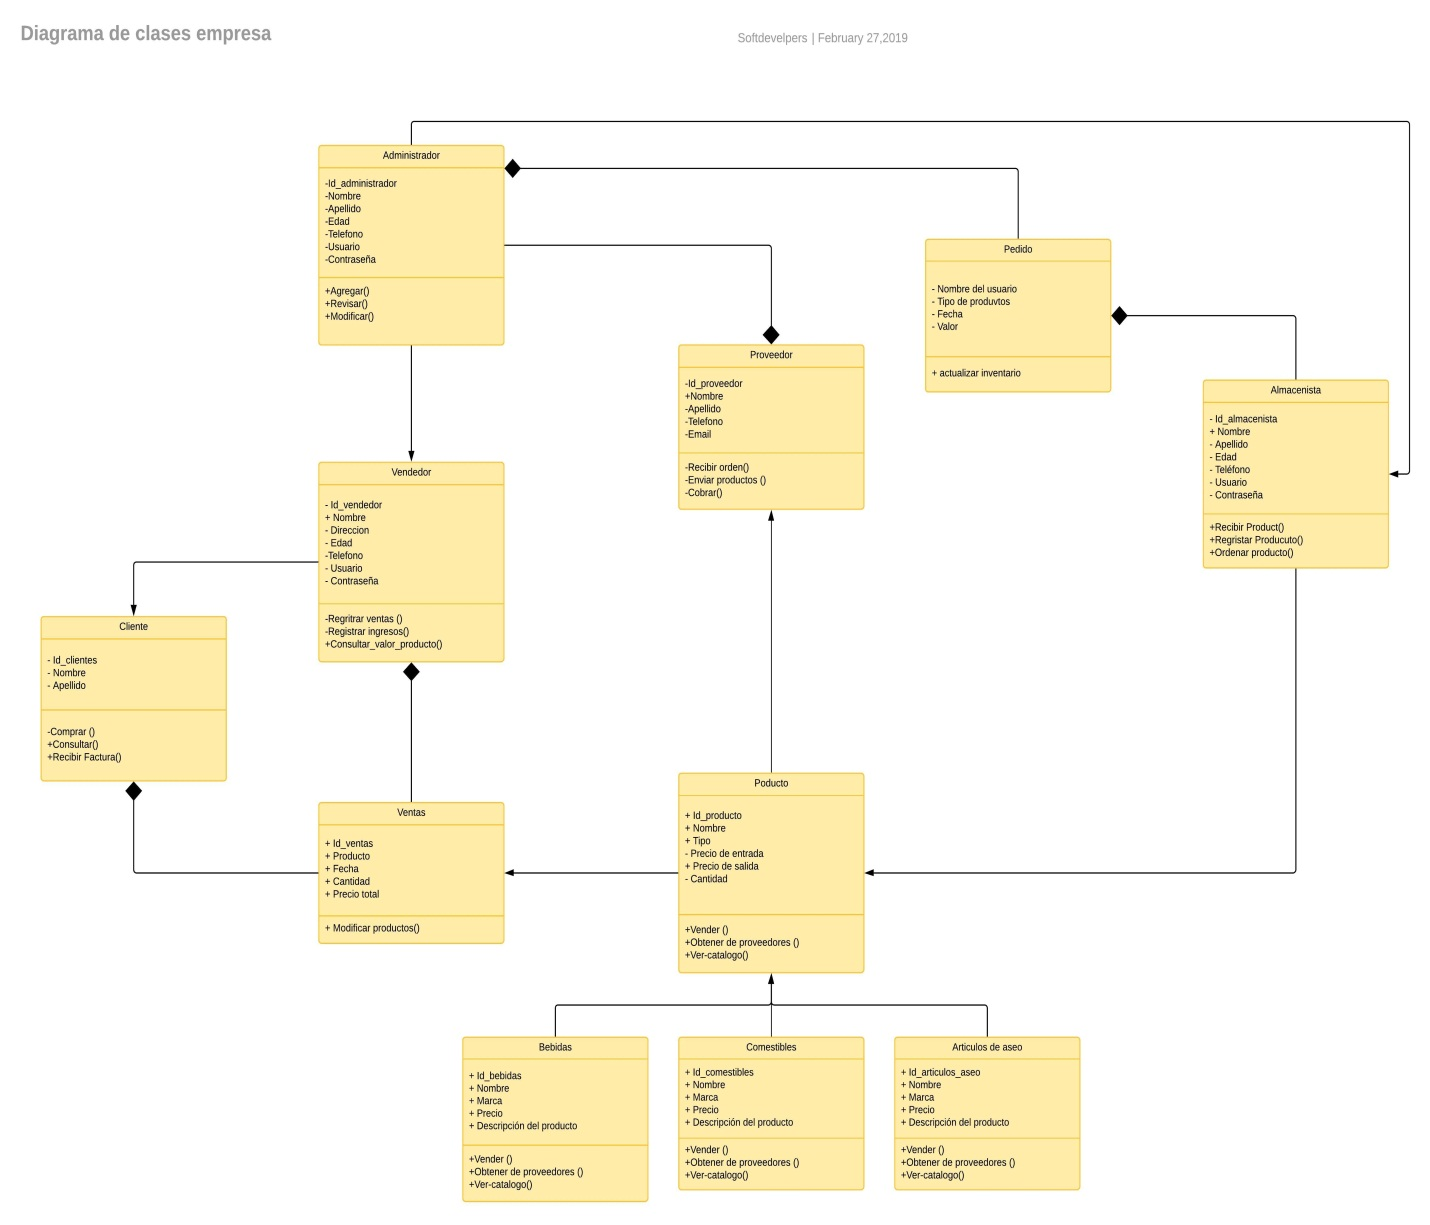 Diagrama de clases empresa
Softdevelpers | February 27,2019
Administrador
-Id_administrador
-Nombre
-Apellido
-Edad
-Telefono
-Usuario
-Contraseña
+Agregar()
+Revisar()
+Modificar()
Pedido
- Nombre del usuario
- Tipo de produvtos
- Fecha
- Valor
+ actualizar inventario
Proveedor
-Id_proveedor
+Nombre
-Apellido
-Telefono
-Email
-Recibir orden()
-Enviar productos ()
-Cobrar()
Almacenista
- Id_almacenista
+ Nombre
- Apellido
- Edad
- Teléfono
- Usuario
- Contraseña
+Recibir Product()
+Regristar Producuto()
+Ordenar producto()
Vendedor
- Id_vendedor
+ Nombre
- Direccion
- Edad
-Telefono
- Usuario
- Contraseña
-Regritrar ventas ()
-Registrar ingresos()
+Consultar_valor_producto()
Cliente
- Id_clientes
- Nombre
- Apellido
-Comprar ()
+Consultar()
+Recibir Factura()
Ventas
+ Id_ventas
+ Producto
+ Fecha
+ Cantidad
+ Precio total
+ Modificar productos()
Poducto
+ Id_producto
+ Nombre
+ Tipo
- Precio de entrada
+ Precio de salida
- Cantidad
+Vender ()
+Obtener de proveedores ()
+Ver-catalogo()
Bebidas
+ Id_bebidas
+ Nombre
+ Marca
+ Precio
+ Descripción del producto
+Vender ()
+Obtener de proveedores ()
+Ver-catalogo()
Comestibles
+ Id_comestibles
+ Nombre
+ Marca
+ Precio
+ Descripción del producto
+Vender ()
+Obtener de proveedores ()
+Ver-catalogo()
Articulos de aseo
+ Id_articulos_aseo
+ Nombre
+ Marca
+ Precio
+ Descripción del producto
+Vender ()
+Obtener de proveedores ()
+Ver-catalogo()